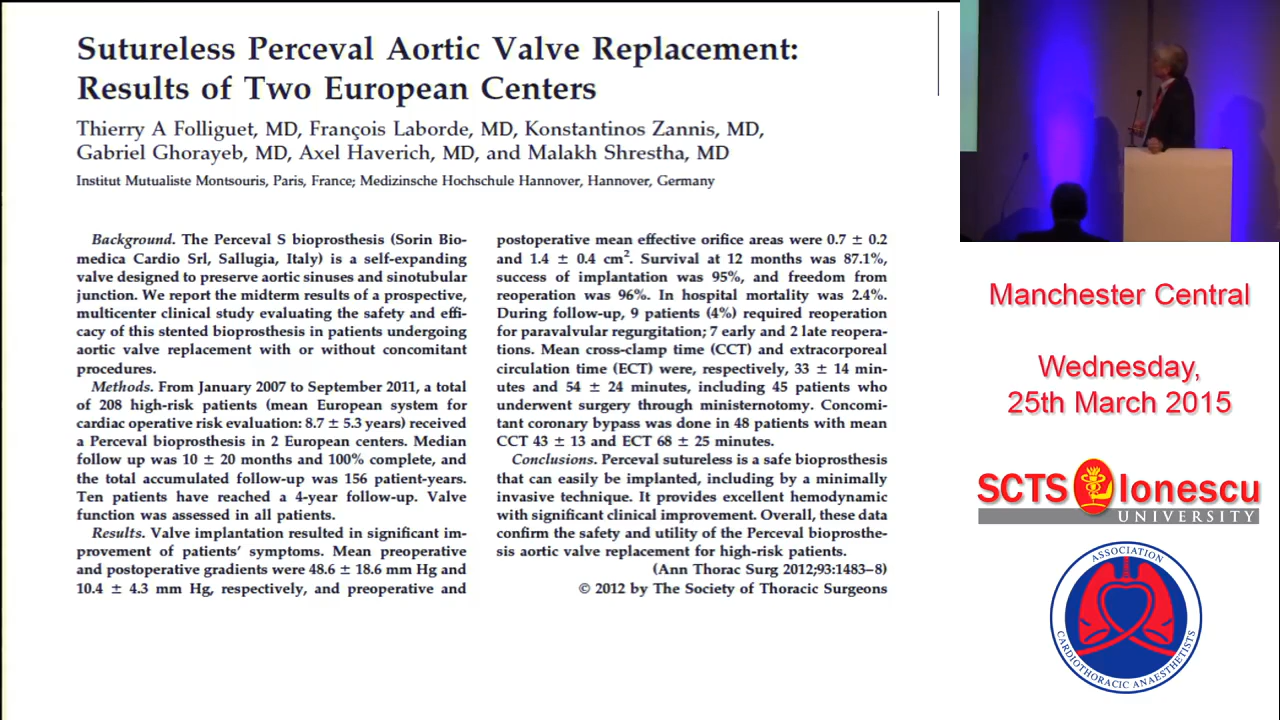 Sutureless Perceval Aortic Valve Replacement:
Results of Two European Centers
Thierry A Folliguet, MD, François Laborde, MD, Konstantinos Zannis, MD,
Gabriel Ghorayeb, MD, Axel Haverich, MD, and Malakh Shrestha, MD
Institut Mutualiste Montsouris, Paris, France; Medizinsche Hochschule Hannover, Hannover, Germany
Background. The Perceval S bioprosthesis (Sorin Bio-
medica Cardio Srl, Sallugia, Italy) is a self-expanding
valve designed to preserve aortic sinuses and sinotubular
junction. We report the midterm results of a prospective,
multicenter clinical study evaluating the safety and effi-
cacy of this stented bioprosthesis in patients undergoing
aortic valve replacement with or without concomitant
procedures.
Methods. From January 2007 to September 2011, a total
of 208 high-risk patients (mean European system for
cardiac operative risk evaluation: 8.7 ± 5.3 years) received
a Perceval bioprosthesis in 2 European centers. Median
follow up was 10 ± 20 months and 100% complete, and
the total accumulated follow-up was 156 patient-years.
Ten patients have reached a 4-year follow-up. Valve
function was assessed in all patients.
Results. Valve implantation resulted in significant im-
provement of patients' symptoms. Mean preoperative
and postoperative gradients were 48.6 ± 18.6 mm Hg and
10.4 ± 4.3 mm Hg, respectively, and preoperative and
postoperative mean effective orifice areas were 0.7 ± 0.2
and 1.4 ± 0.4 cm². Survival at 12 months was 87.1%,
success of implantation was 95%, and freedom from
reoperation was 96%. In hospital mortality was 2.4%.
During follow-up, 9 patients (4%) required reoperation
for paravalvular regurgitation; 7 early and 2 late reopera-
tions. Mean cross-clamp time (CCT) and extracorporeal
circulation time (ECT) were, respectively, 33 ± 14 min-
utes and 54 ± 24 minutes, including 45 patients who
underwent surgery through ministernotomy. Concomi-
tant coronary bypass was done in 48 patients with mean
CCT 43 ± 13 and ECT 68 ± 25 minutes.
Conclusions. Perceval sutureless is a safe bioprosthesis
that can easily be implanted, including by a minimally
invasive technique. It provides excellent hemodynamic
with significant clinical improvement. Overall, these data
confirm the safety and utility of the Perceval bioprosthe-
sis aortic valve replacement for high-risk patients.
(Ann Thorac Surg 2012;93:1483–8)
© 2012 by The Society of Thoracic Surgeons
Manchester Central
Wednesday,
25th March 2015
SCTS Ionescu
UNIVERSITY
ASSOCIATION
CARDIOTHORACIC ANAESTHETISTS